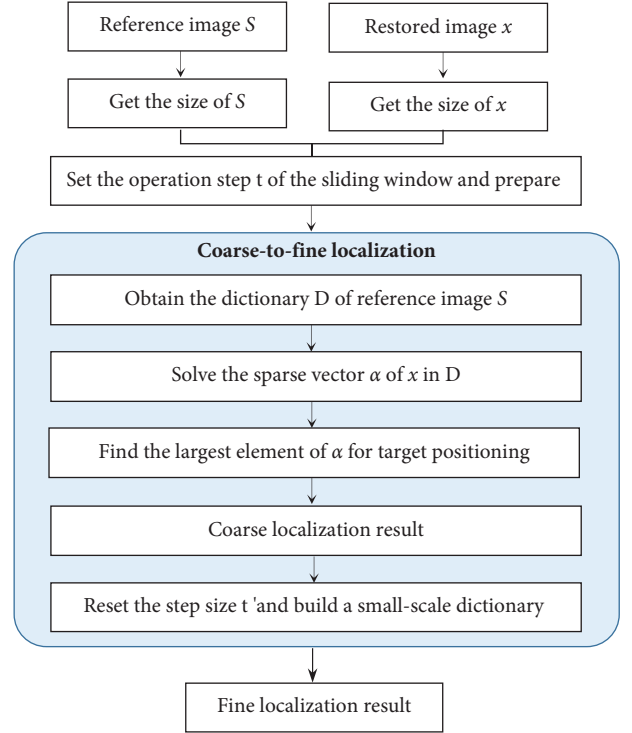 Reference image S
Restored image x
Get the size of S
Get the size of x
Set the operation step t of the sliding window and prepare
Coarse-to-fine localization
Obtain the dictionary D of reference image S
Solve the sparse vector α of x in D
Find the largest element of α for target positioning
Coarse localization result
Reset the step size t 'and build a small-scale dictionary
Fine localization result